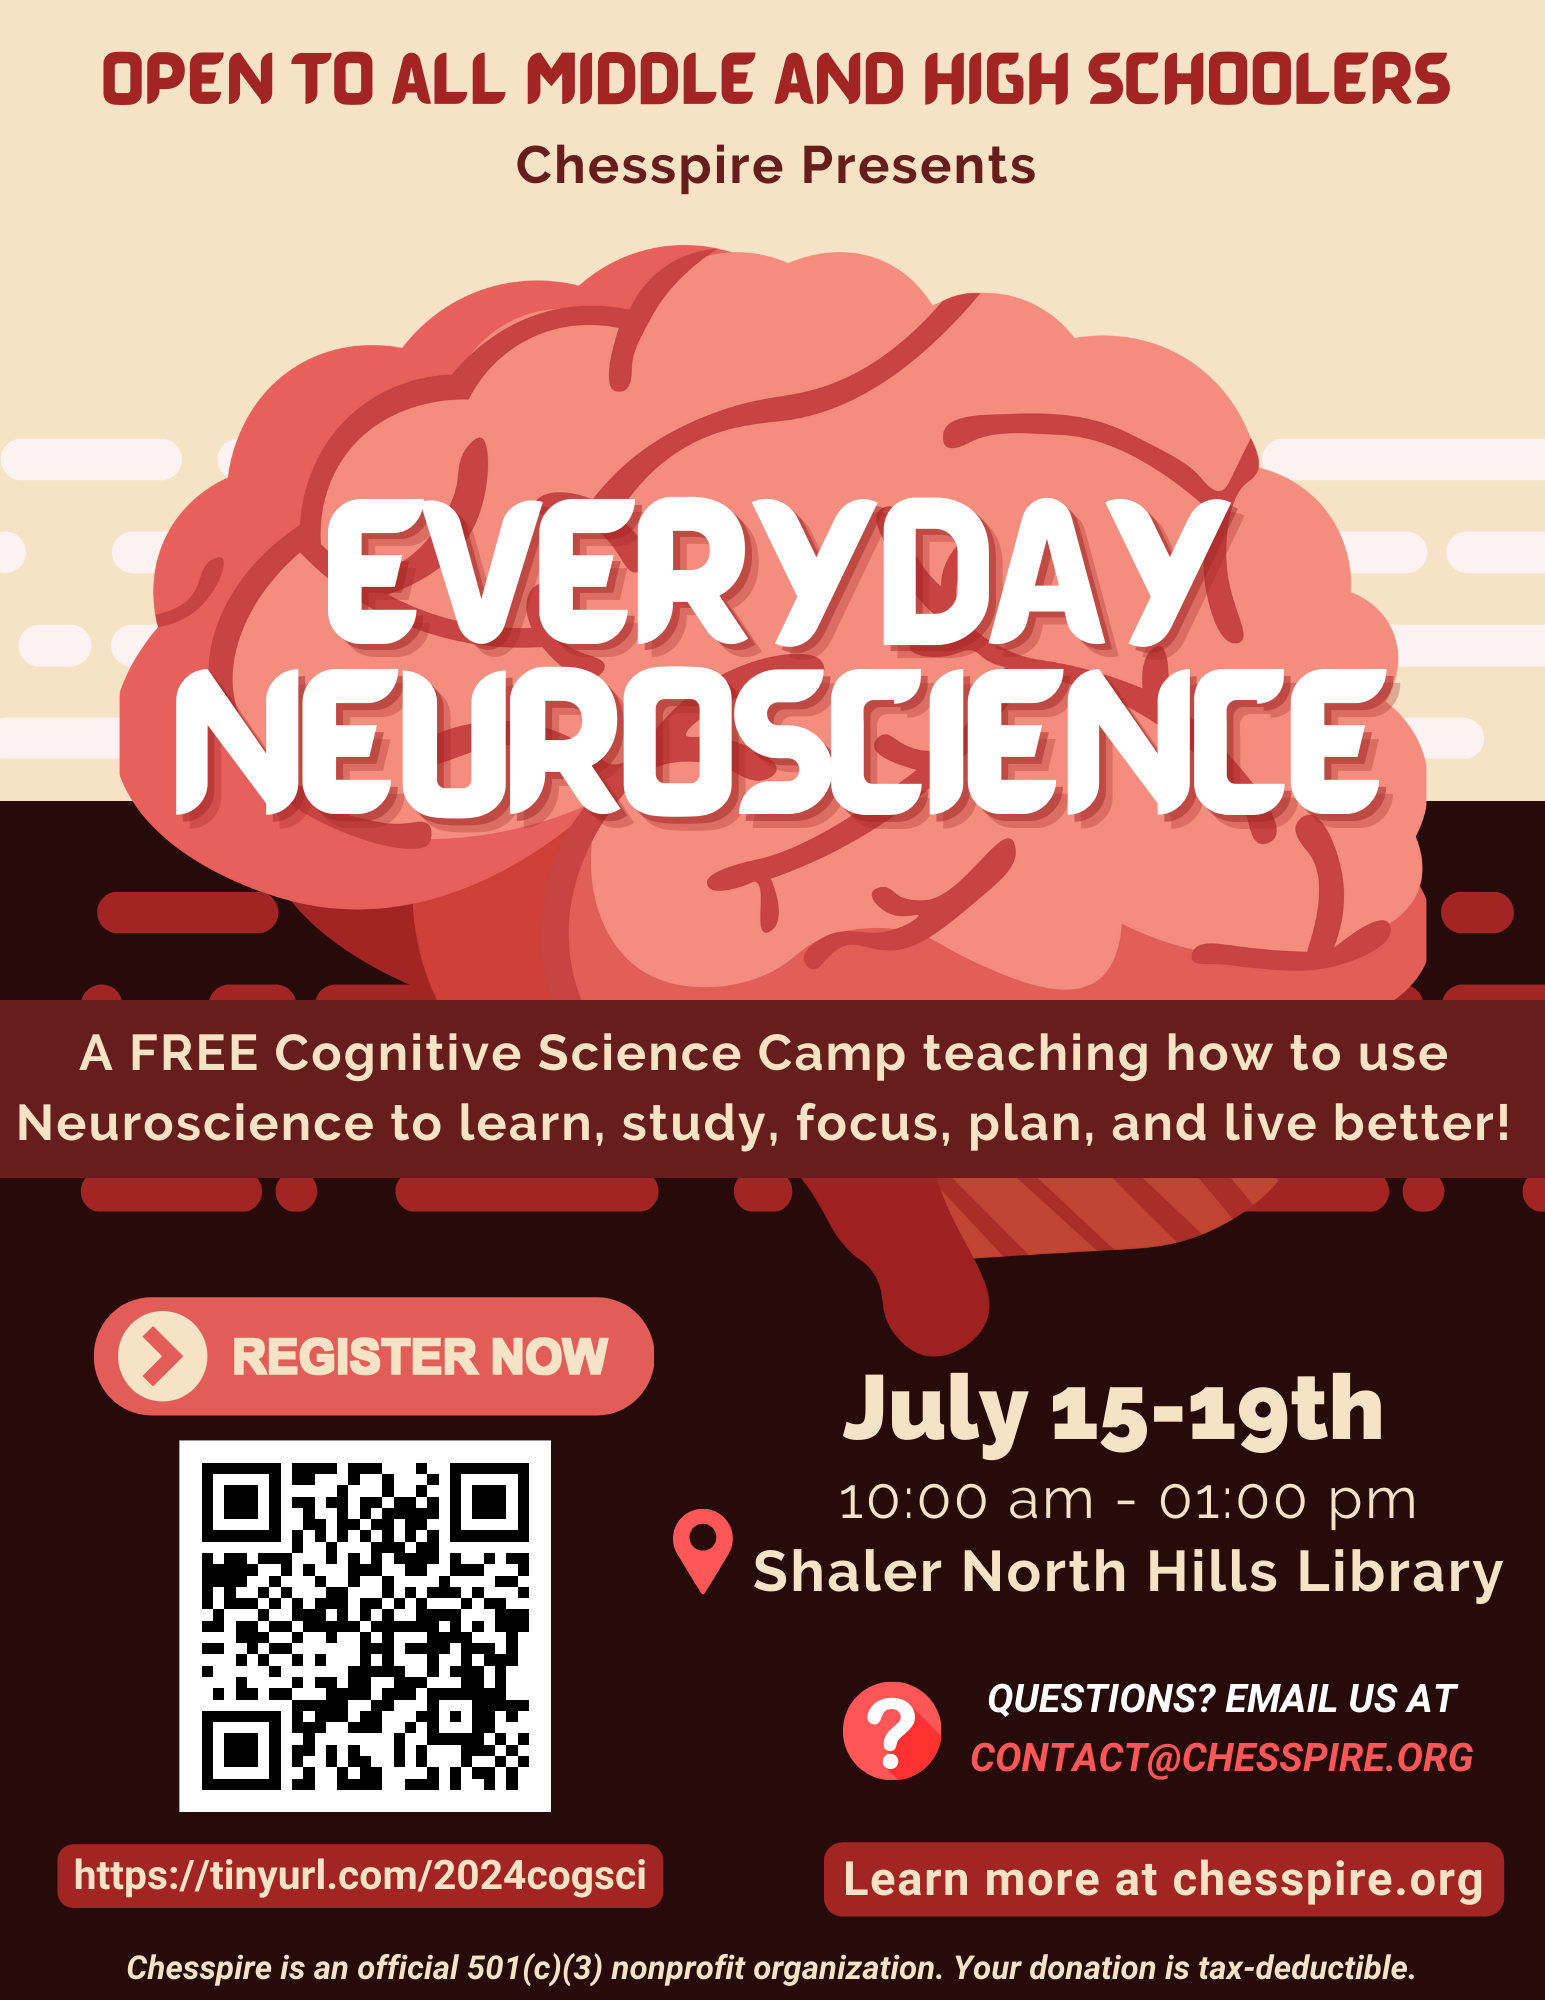 OPEN TO ALL MIDDLE AND HIGH SCHOOLERS
Chesspire Presents
EVERYDAY
NEUROSCIENCE
A FREE Cognitive Science Camp teaching how to use
Neuroscience to learn, study, focus, plan, and live better!
REGISTER NOW
July 15-19th
10:00 am - 01:00 pm
Shaler North Hills Library
QUESTIONS? EMAIL US AT
CONTACT@CHESSPIRE.ORG
https://tinyurl.com/2024cogsci
Learn more at chesspire.org
Chesspire is an official 501(c)(3) nonprofit organization. Your donation is tax-deductible.